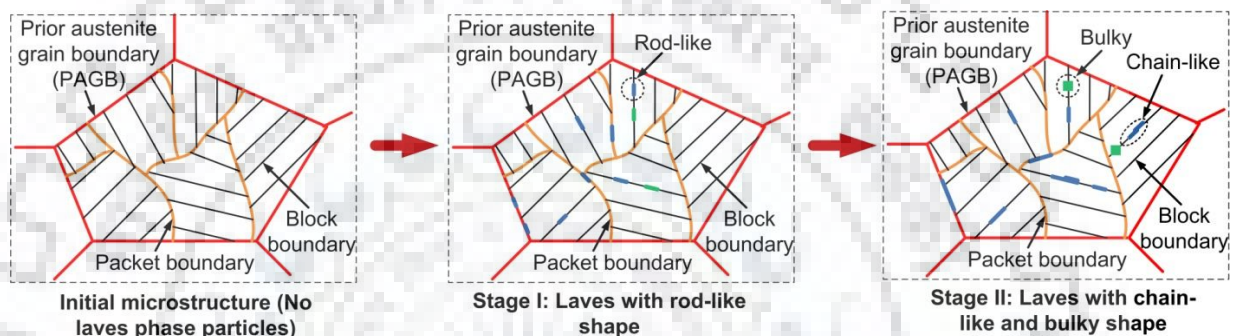 Prior austenite
grain boundary
(PAGB)
Block
boundary
Packet boundary
Initial microstructure (No
laves phase particles)
Prior austenite
grain boundary
(PAGB)
Rod-like
Block
boundary
Packet boundary
Stage I: Laves with rod-like
shape
Prior austenite
grain boundary
(PAGB)
Bulky
Chain-like
Block
boundary
Packet boundary
Stage II: Laves with chain-
like and bulky shape